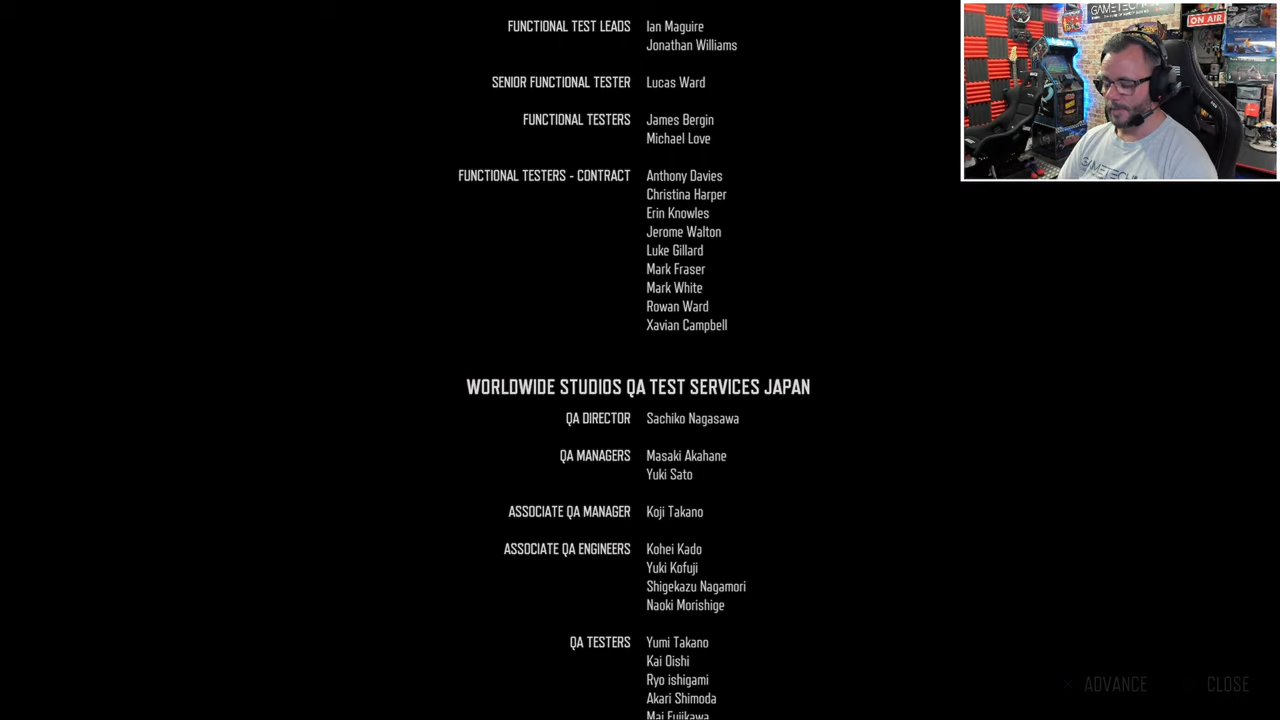 FUNCTIONAL TEST LEADS Ian Maguire
Jonathan Williams
SENIOR FUNCTIONAL TESTER Lucas Ward
FUNCTIONAL TESTERS James Bergin
Michael Love
FUNCTIONAL TESTERS - CONTRACT Anthony Davies
Christina Harper
Erin Knowles
Jerome Walton
Luke Gillard
Mark Fraser
Mark White
Rowan Ward
Xavian Campbell
WORLDWIDE STUDIOS QA TEST SERVICES JAPAN
QA DIRECTOR Sachiko Nagasawa
QA MANAGERS Masaki Akahane
Yuki Sato
ASSOCIATE QA MANAGER Koji Takano
ASSOCIATE QA ENGINEERS Kohei Kado
Yuki Kofuji
Shigekazu Nagamori
Naoki Morishige
QA TESTERS Yumi Takano
Kai Oishi
Ryo ishigami
Akari Shimoda
Mai Fujikawa
ADVANCE
CLOSE
ON AIR